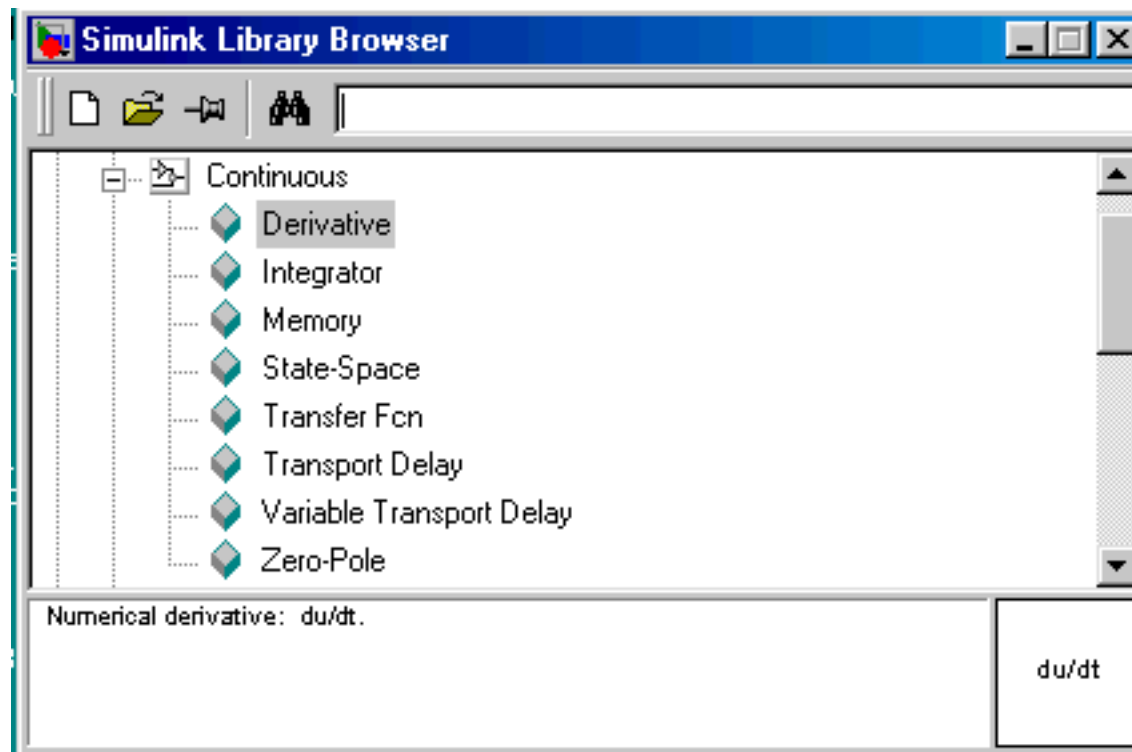 Simulink Library Browser
Continuous
Derivative
Integrator
Memory
State-Space
Transfer Fcn
Transport Delay
Variable Transport Delay
Zero-Pole
Numerical derivative: du/dt.
du/dt